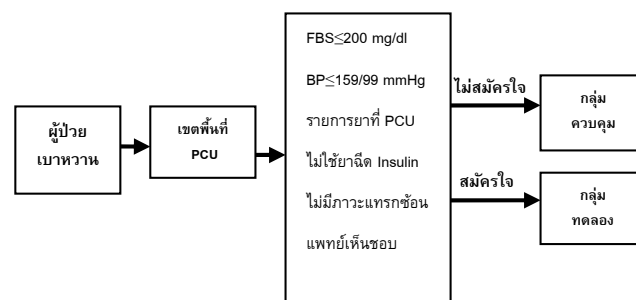 ผู้ป่วย
เบาหวาน
เขตพื้นที่
PCU
FBS≤200 mg/dl
BP≤159/99 mmHg
รายการยาที่ PCU
ไม่ใช้ยาฉีด Insulin
ไม่มีภาวะแทรกซ้อน
แพทย์เห็นชอบ
ไม่สมัครใจ
กลุ่ม
ควบคุม
สมัครใจ
กลุ่ม
ทดลอง